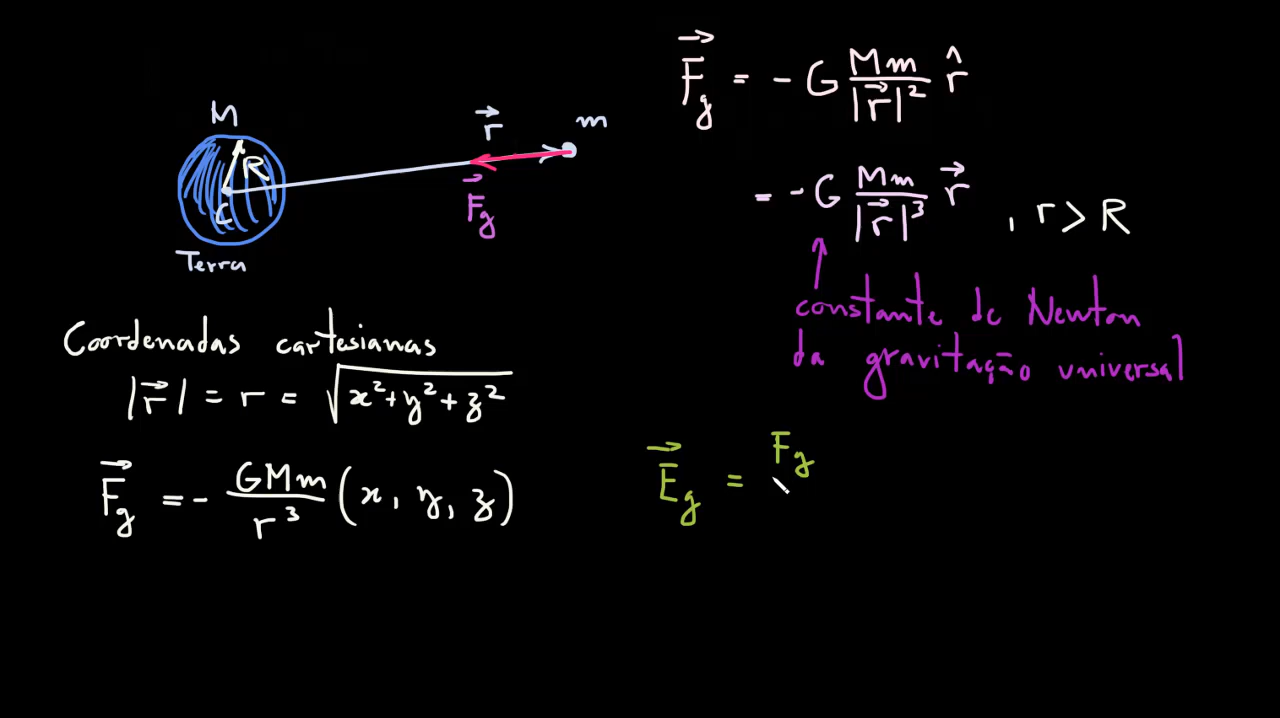 M
R
C
Terra
r⃗
m
F⃗g
F⃗g = - G Mm/|r⃗|² r̂
= - G Mm/|r⃗|³ r⃗ , r > R
constante de Newton
da gravitação universal
Coordenadas cartesianas
|r⃗| = r = √(x²+y²+z²)
F⃗g = - GMm/r³ (x, y, z)
E⃗g = Fg